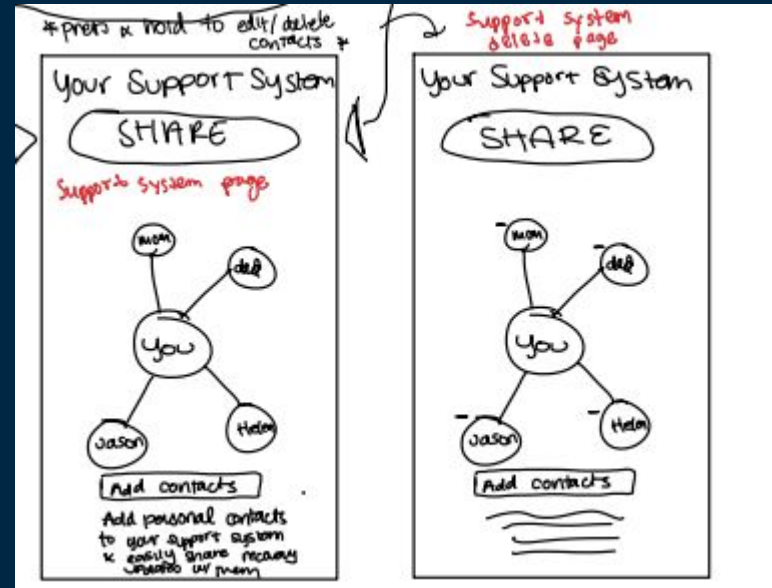 *press & hold to edit/delete
contacts *
Support system
delete page
Your Support System
SHARE
Support system page
mom
dad
You
Jason
Helen
Add contacts
Add personal contacts
to your support system
& easily share recovery
updates w/ them
Your Support System
SHARE
mom
dad
You
Jason
Helen
Add contacts